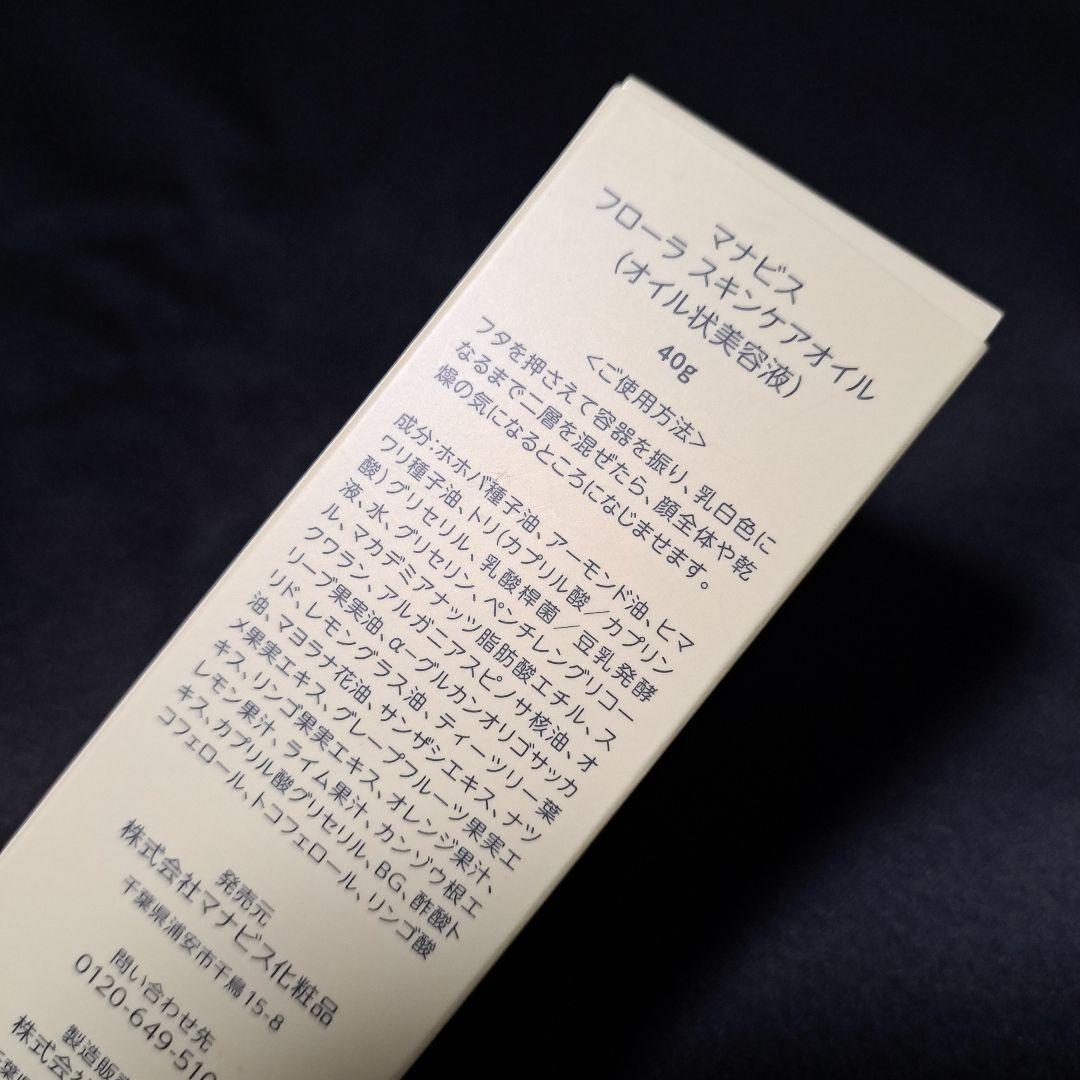 マナビス
フローラ スキンケアオイル
(オイル状美容液)
40g
<ご使用方法>
フタを押さえて容器を振り、乳白色に
なるまで二層を混ぜたら、顔全体や乾
燥の気になるところになじませます。
成分:ホホバ種子油、アーモンド油、ヒマ
ワリ種子油、トリ(カプリル酸/カプリン
酸)グリセリル、乳酸桿菌/豆乳発酵
液、水、グリセリン、ペンチレングリコー
ル、マカデミアナッツ脂肪酸エチル、ス
クワラン、アルガニアスピノサ核油、オ
リーブ果実油、α-グルカンオリゴサッカ
リド、レモングラス油、ティーツリー葉
油、マヨラナ花油、サンザシエキス、ナツ
メ果実エキス、グレープフルーツ果実エ
キス、リンゴ果実エキス、オレンジ果汁、
レモン果汁、ライム果汁、カンゾウ根エ
キス、カプリル酸グリセリル、BG、酢酸ト
コフェロール、トコフェロール、リンゴ酸
発売元
株式会社マナビス化粧品
千葉県浦安市千鳥15-8
問い合わせ先
0120-649-510
製造販売
株式会社
千葉県